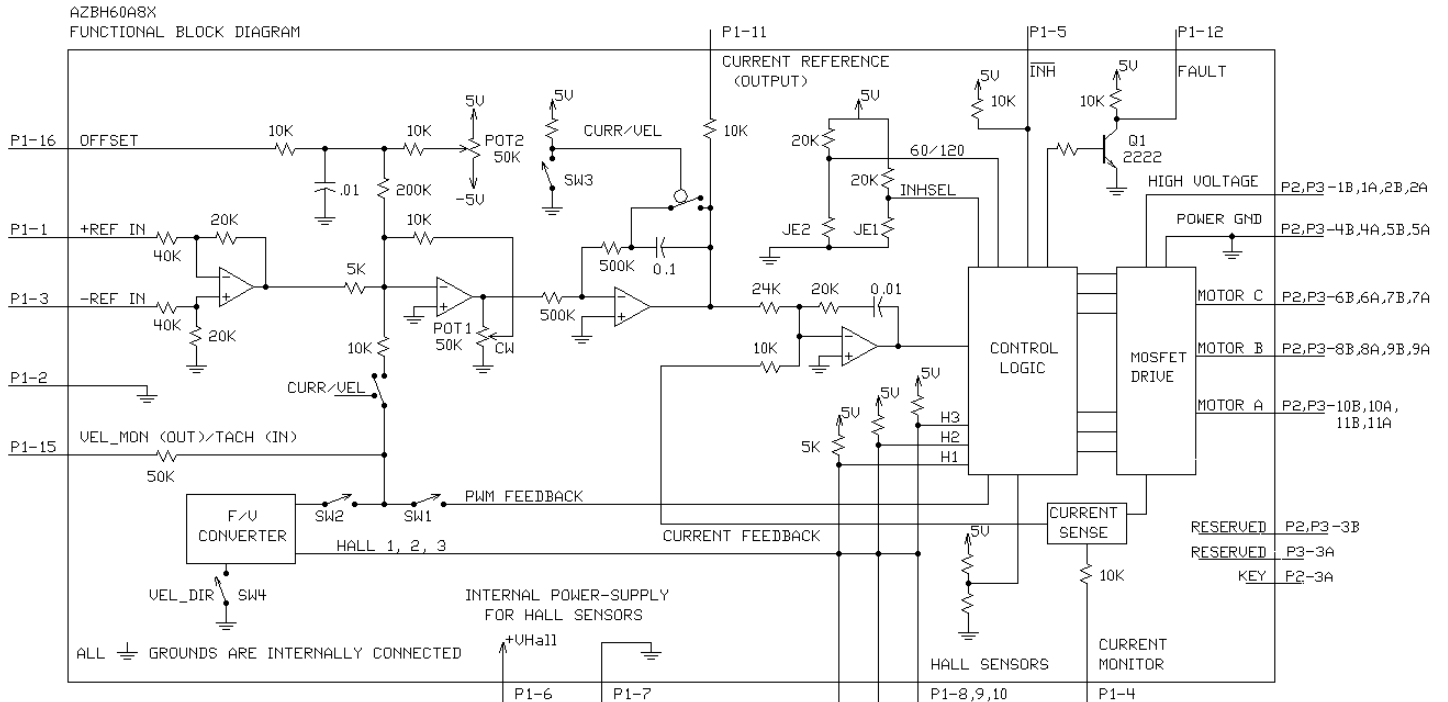 AZBH60A8X
FUNCTIONAL BLOCK DIAGRAM
P1-11
P1-5
P1-12
CURRENT REFERENCE
(OUTPUT)
INH
FAULT
5V
10K
5V
10K
Q1
2222
P1-16
OFFSET
10K
10K
5V
POT2
50K
-5V
.01
200K
5V
SW3
CURR/VEL
10K
5V
20K
60/120
20K
INHSEL
JE2
JE1
HIGH VOLTAGE
P2,P3-1B,1A,2B,2A
POWER GND
P2,P3-4B,4A,5B,5A
P1-1
+REF IN
40K
20K
P1-3
-REF IN
40K
20K
5K
10K
POT1
50K
CW
500K
500K
0.1
24K
20K
0.01
10K
CONTROL
LOGIC
MOSFET
DRIVE
MOTOR C
P2,P3-6B,6A,7B,7A
MOTOR B
P2,P3-8B,8A,9B,9A
MOTOR A
P2,P3-10B,10A,
11B,11A
P1-2
10K
CURR/VEL
P1-15
VEL_MON (OUT)/TACH (IN)
50K
5V
5V
5V
5K
H3
H2
H1
F/V
CONVERTER
SW2
SW1
PWM FEEDBACK
CURRENT FEEDBACK
HALL 1, 2, 3
VEL_DIR
SW4
5V
CURRENT
SENSE
10K
RESERVED
P2,P3-3B
RESERVED
P3-3A
KEY
P2-3A
INTERNAL POWER-SUPPLY
FOR HALL SENSORS
+VHall
ALL GROUNDS ARE INTERNALLY CONNECTED
HALL SENSORS
CURRENT
MONITOR
P1-6
P1-7
P1-8,9,10
P1-4